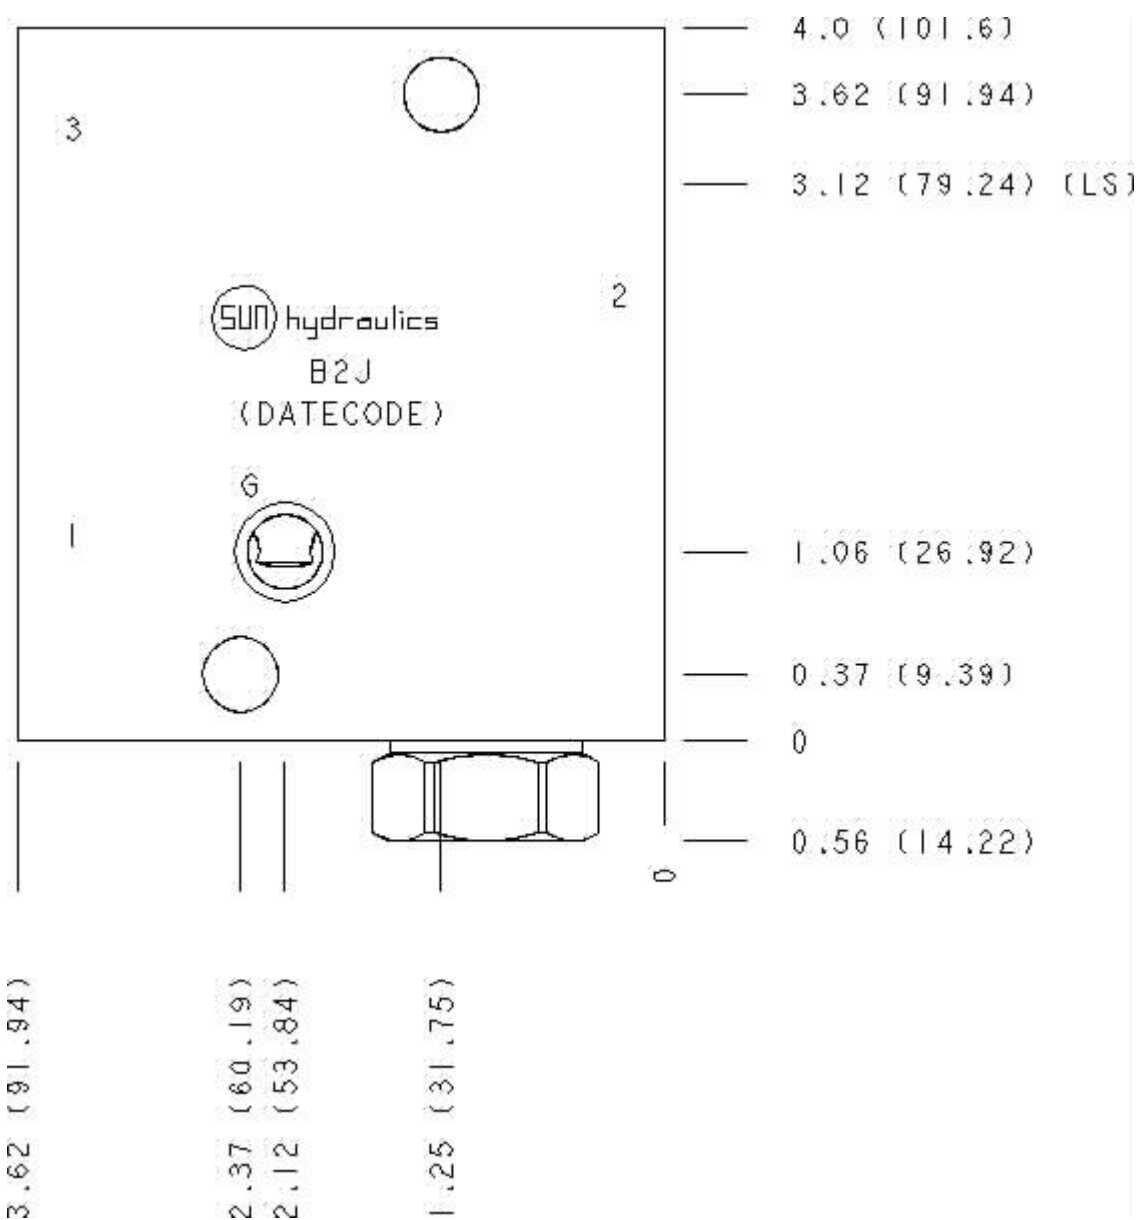 4.0 (101.6)
3.62 (91.94)
3
3.12 (79.24) (LS)
2
SUN hydraulics
B2J
(DATECODE)
G
1
1.06 (26.92)
0.37 (9.39)
0
0.56 (14.22)
0
3.62 (91.94)
2.37 (60.19)
2.12 (53.84)
1.25 (31.75)